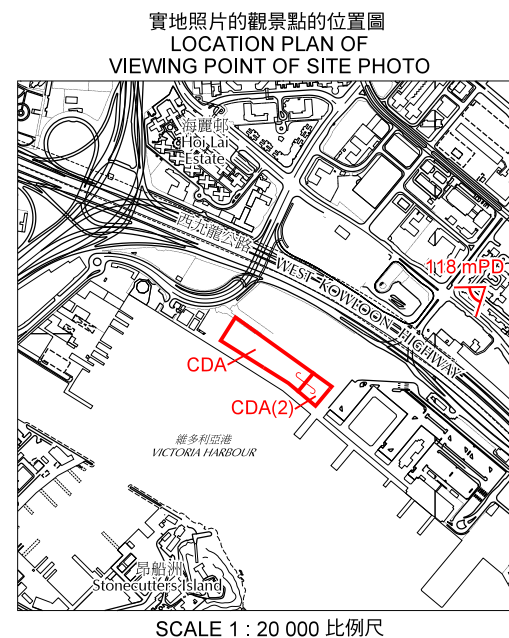 實地照片的觀景點的位置圖
LOCATION PLAN OF
VIEWING POINT OF SITE PHOTO
海麗邨
Hoi Lai
Estate
西九龍公路
WEST KOWLOON HIGHWAY
118 mPD
CDA
CDA(2)
維多利亞港
VICTORIA HARBOUR
昂船洲
Stonecutters Island
SCALE 1 : 20 000 比例尺